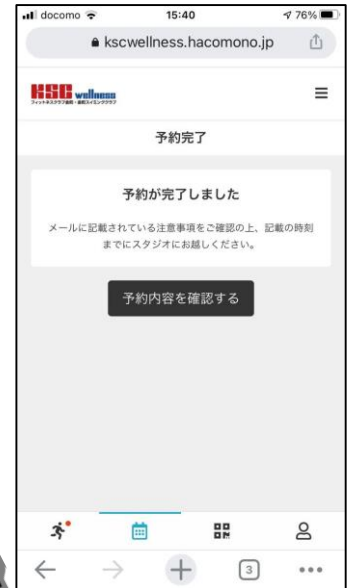 docomo 15:40 76%
kscwellness.hacomono.jp
KSC wellness
予約完了
予約が完了しました
メールに記載されている注意事項をご確認の上、記載の時刻
までにスタジオにお越しください。
予約内容を確認する
3